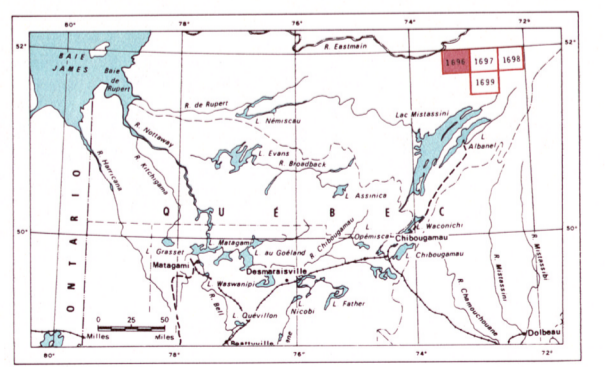 80° 78° 76° 74° 72°
52° 52°
BAIE
JAMES
Baie
de
Rupert
R. Eastmain
1696 1697 1698
1699
R. de Rupert
L. Némiscau
Lac Mistassini
L.
Albanel
R. Nottaway
L. Evans
R. Broadback
R. Harricana
L.
Assinica
QUÉBEC
ONTARIO
50° 50°
L. Waconichi
L.
Opémisca
Chibougamau
R. Chibougamau
L. Chibougamau
L. Matagami
L. au Goéland
Grasset
Matagami
Desmaraisville
L. Waswanipi
R. Bell
L.
Nicobi
L. Father
L. Quévillon
R. Chamouchouane
R. Mistassini
R. Mistassibi
Dolbeau
50 0 50
Milles Miles
80° 78° 76° 74° 72°